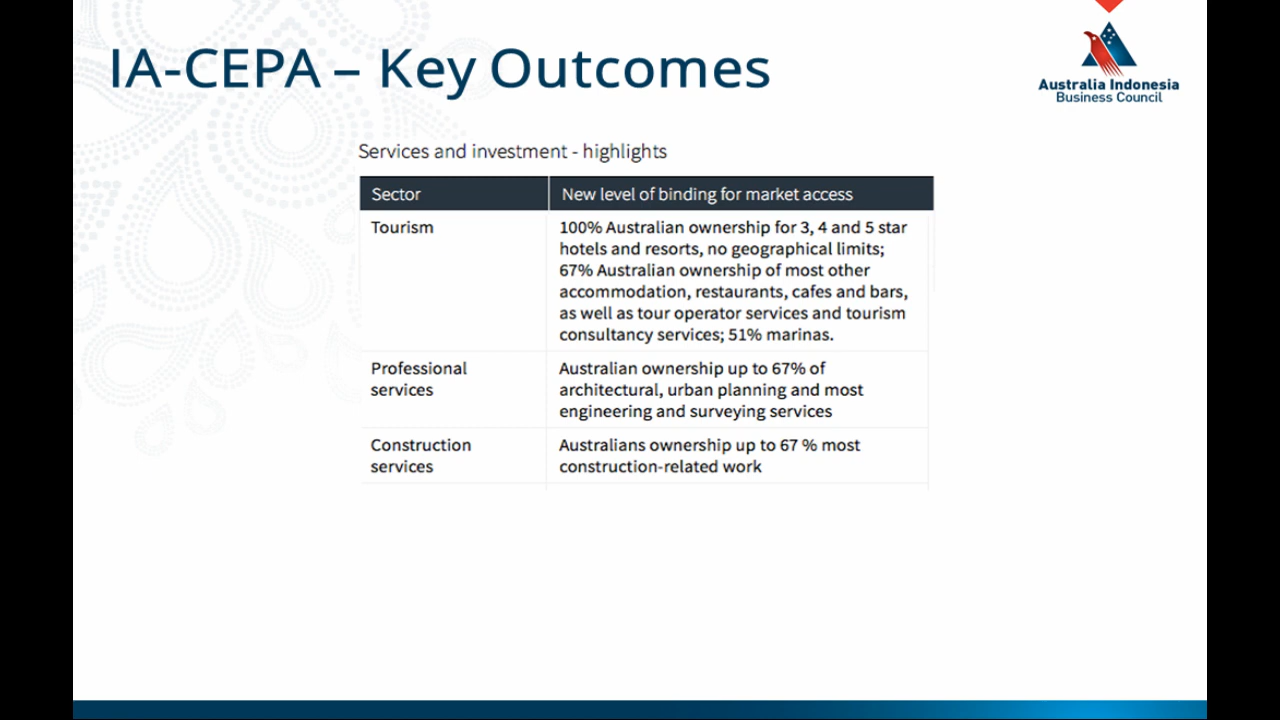 IA-CEPA – Key Outcomes
Australia Indonesia
Business Council
Services and investment - highlights
Sector
New level of binding for market access
Tourism
100% Australian ownership for 3, 4 and 5 star
hotels and resorts, no geographical limits;
67% Australian ownership of most other
accommodation, restaurants, cafes and bars,
as well as tour operator services and tourism
consultancy services; 51% marinas.
Professional
services
Australian ownership up to 67% of
architectural, urban planning and most
engineering and surveying services
Construction
services
Australians ownership up to 67 % most
construction-related work